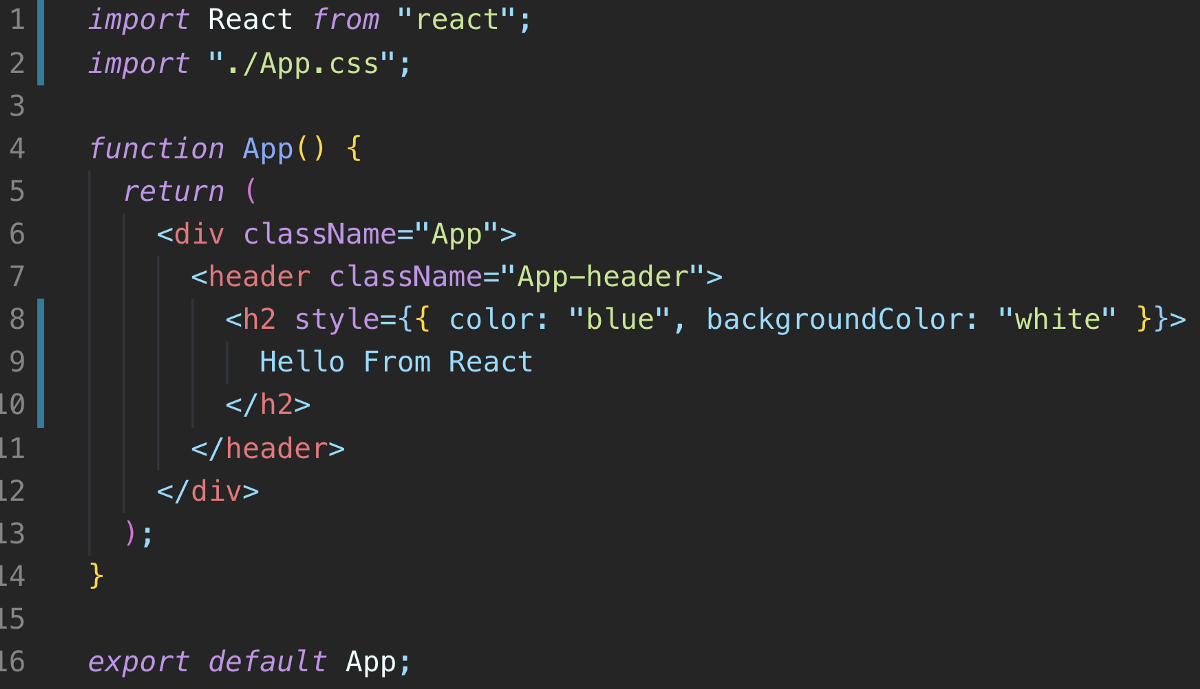 1 import React from "react";
2 import "./App.css";
3
4 function App() {
5 return (
6 <div className="App">
7 <header className="App-header">
8 <h2 style={{ color: "blue", backgroundColor: "white" }}>
9 Hello From React
10 </h2>
11 </header>
12 </div>
13 );
14 }
15
16 export default App;